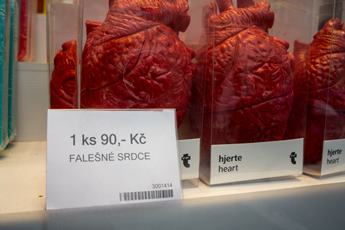 1 ks 90,- Kč
FALEŠNÉ SRDCE
3001414
hjerte
heart
hjerte
heart